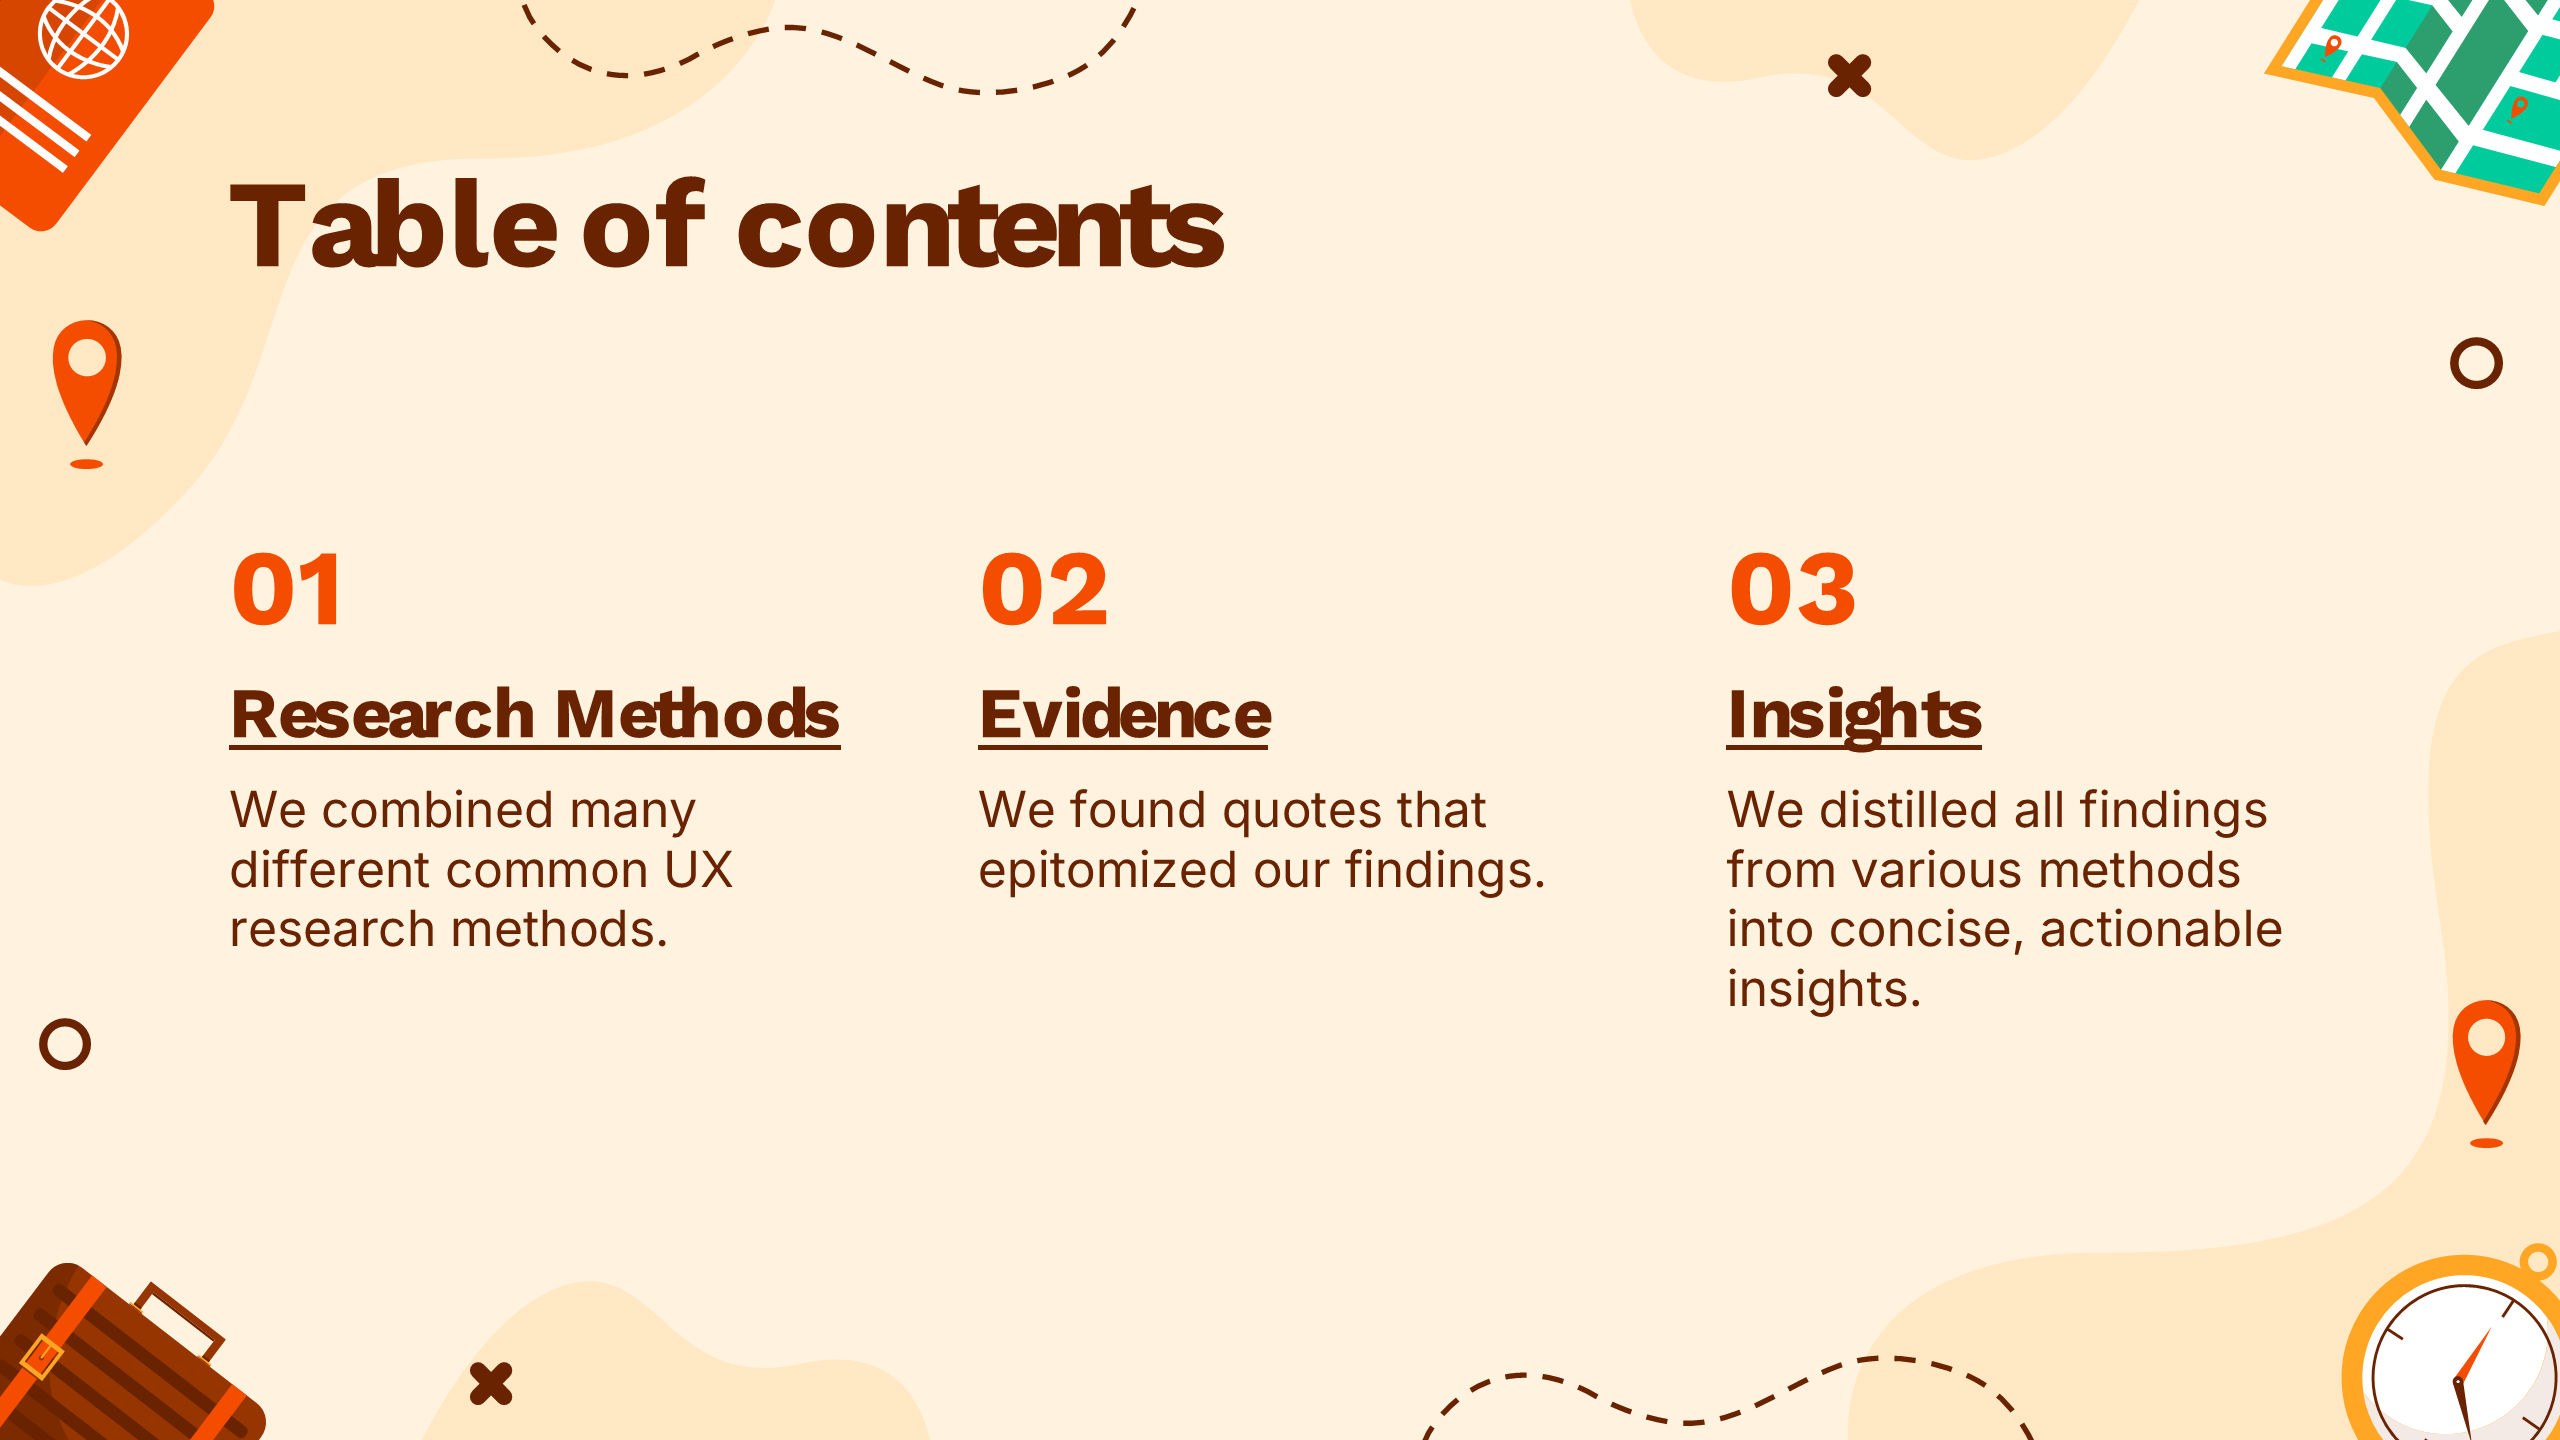 Table of contents
01
Research Methods
We combined many
different common UX
research methods.
02
Evidence
We found quotes that
epitomized our findings.
03
Insights
We distilled all findings
from various methods
into concise, actionable
insights.